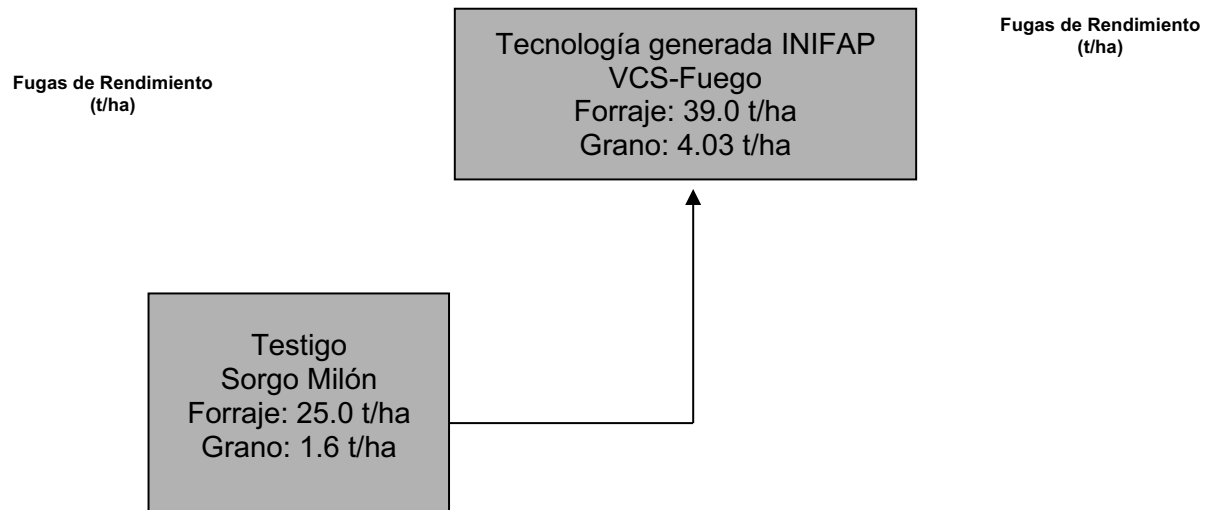 Fugas de Rendimiento
(t/ha)
Tecnología generada INIFAP
VCS-Fuego
Forraje: 39.0 t/ha
Grano: 4.03 t/ha
Fugas de Rendimiento
(t/ha)
Testigo
Sorgo Milón
Forraje: 25.0 t/ha
Grano: 1.6 t/ha